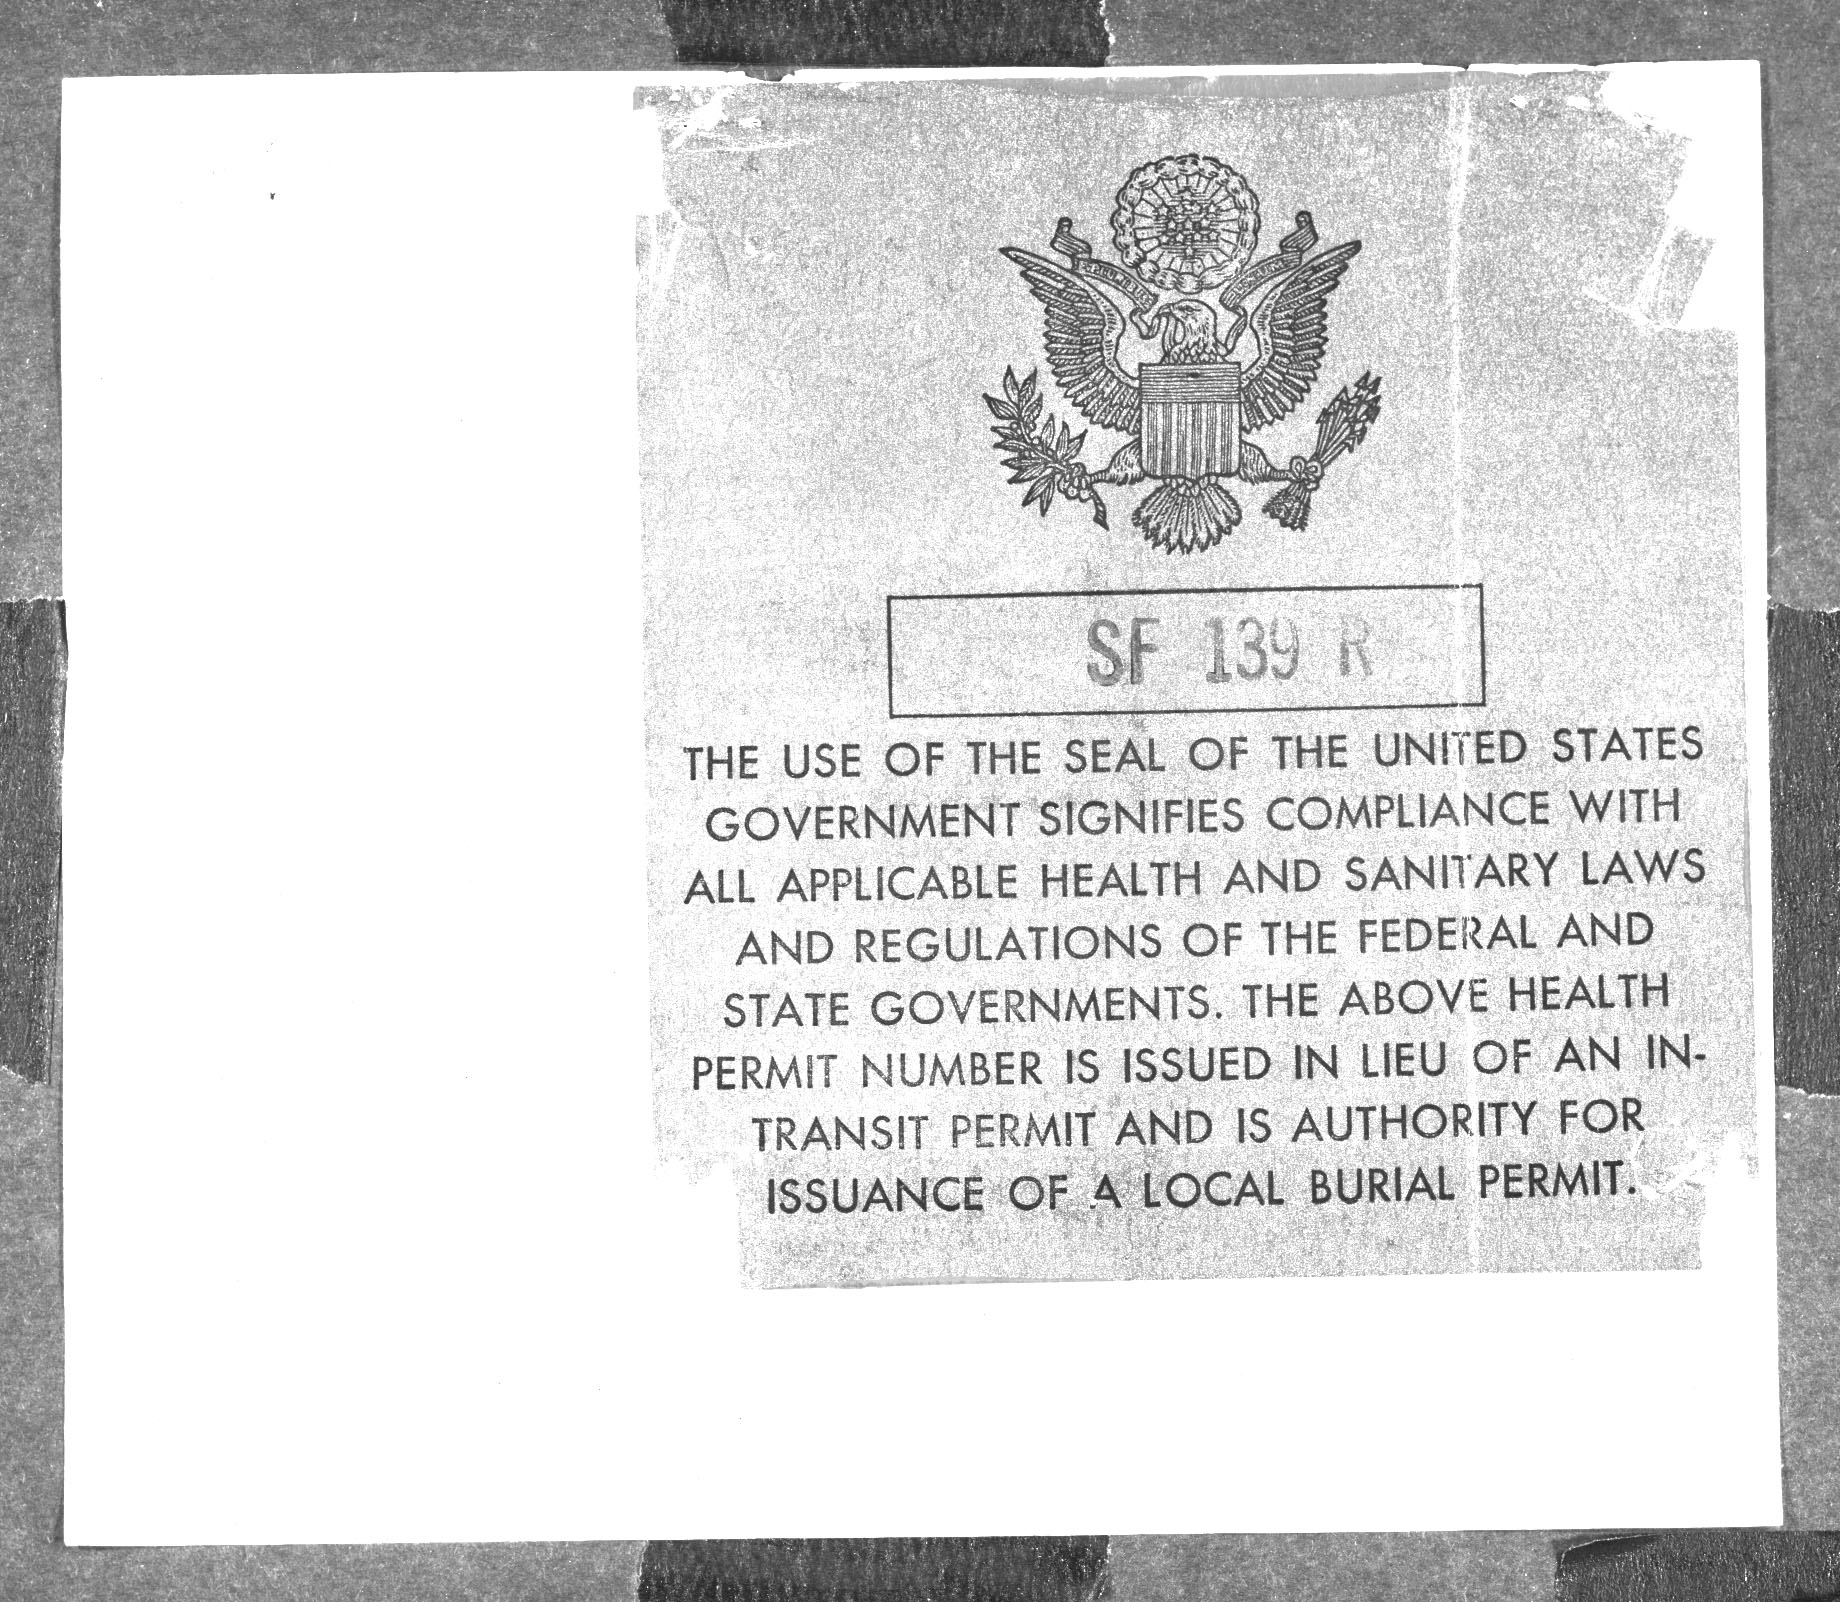 SF 139 R
THE USE OF THE SEAL OF THE UNITED STATES
GOVERNMENT SIGNIFIES COMPLIANCE WITH
ALL APPLICABLE HEALTH AND SANITARY LAWS
AND REGULATIONS OF THE FEDERAL AND
STATE GOVERNMENTS. THE ABOVE HEALTH
PERMIT NUMBER IS ISSUED IN LIEU OF AN IN-
TRANSIT PERMIT AND IS AUTHORITY FOR
ISSUANCE OF A LOCAL BURIAL PERMIT.